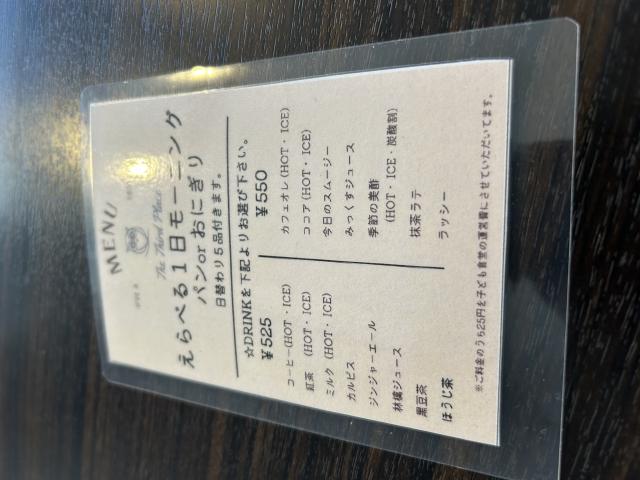 MENU
The Third Place
えらべる1日モーニング
パンorおにぎり
日替わり5品付きます。
☆DRINKを下記よりお選び下さい。
¥525
コーヒー(HOT・ICE)
紅茶 (HOT・ICE)
ミルク (HOT・ICE)
カルピス
ジンジャーエール
林檎ジュース
黒豆茶
ほうじ茶
¥550
カフェオレ(HOT・ICE)
ココア(HOT・ICE)
今日のスムージー
みっくすジュース
季節の美酢
(HOT・ICE・炭酸割)
抹茶ラテ
ラッシー
※ご料金のうち25円を子ども食堂の運営費にさせていただいてます。